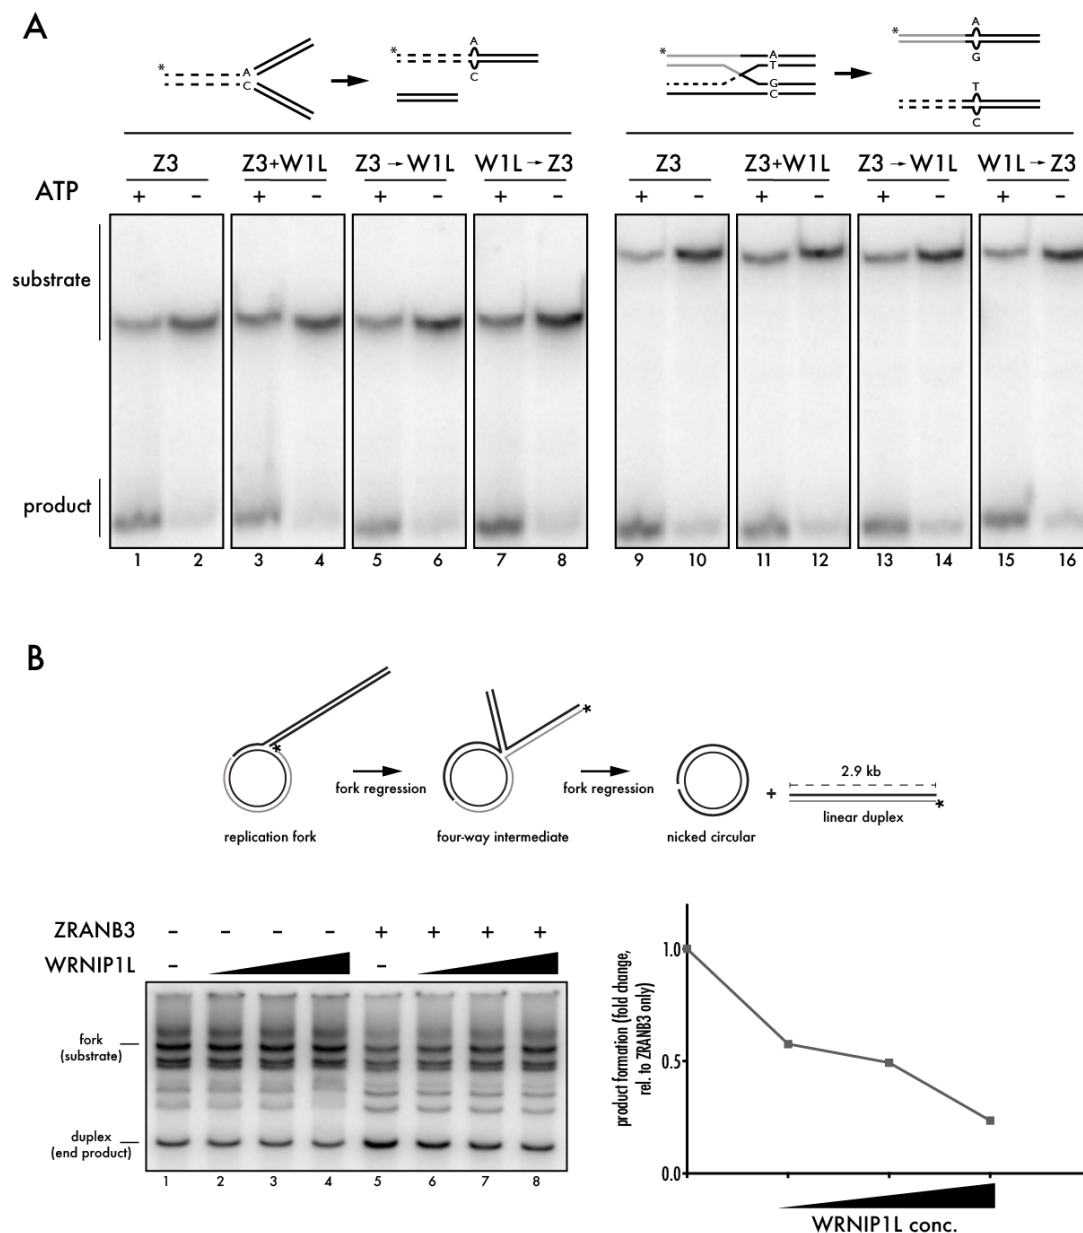 A
* A C
* A C
* A T G C
* A G
T C
Z3 Z3+W1L Z3→W1L W1L→Z3 Z3 Z3+W1L Z3→W1L W1L→Z3
ATP + – + – + – + – + – + – + – + –
substrate
product
1 2 3 4 5 6 7 8 9 10 11 12 13 14 15 16
B
*
*
2.9 kb
+
*
fork regression fork regression
linear duplex
replication fork four-way intermediate nicked circular
ZRANB3 – – – – + + + +
WRNIP1L – –
fork
(substrate)
duplex
(end product)
1 2 3 4 5 6 7 8
product formation (fold change,
rel. to ZRANB3 only)
1.0
0.5
0.0
WRNIP1L conc.